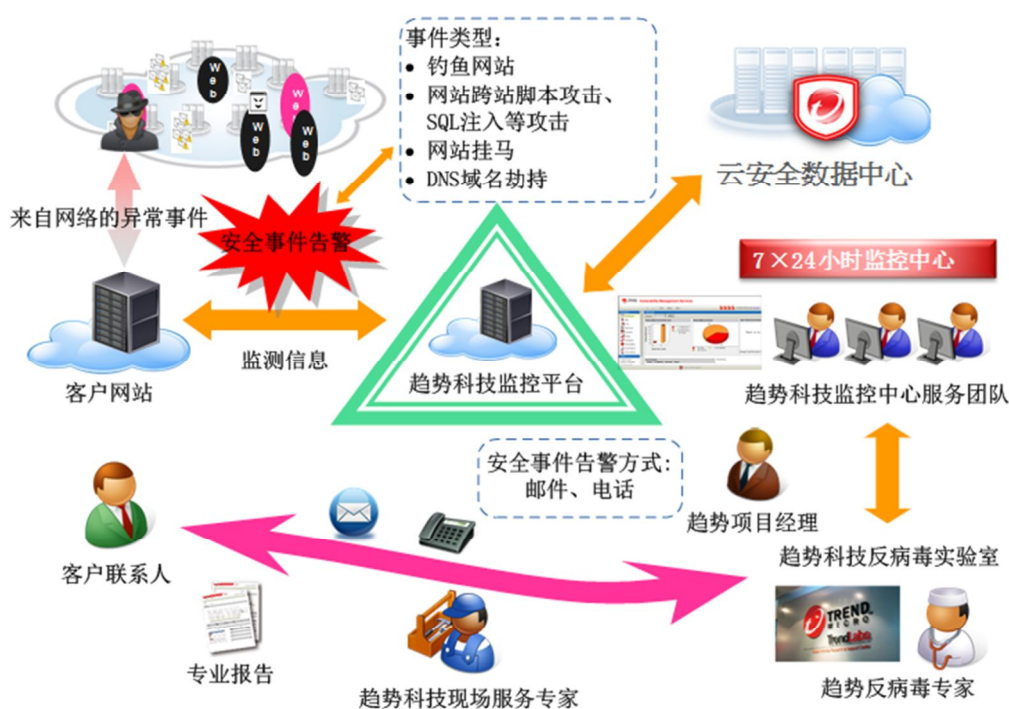 事件类型:
• 钓鱼网站
• 网站跨站脚本攻击、
SQL注入等攻击
• 网站挂马
• DNS域名劫持
Web
Web
Web
Web
云安全数据中心
来自网络的异常事件
安全事件告警
7×24小时监控中心
监测信息
客户网站
趋势科技监控平台
趋势科技监控中心服务团队
安全事件告警方式:
邮件、电话
趋势项目经理
客户联系人
趋势科技反病毒实验室
TREND
MICRO
TrendLabs
专业报告
趋势科技现场服务专家
趋势反病毒专家